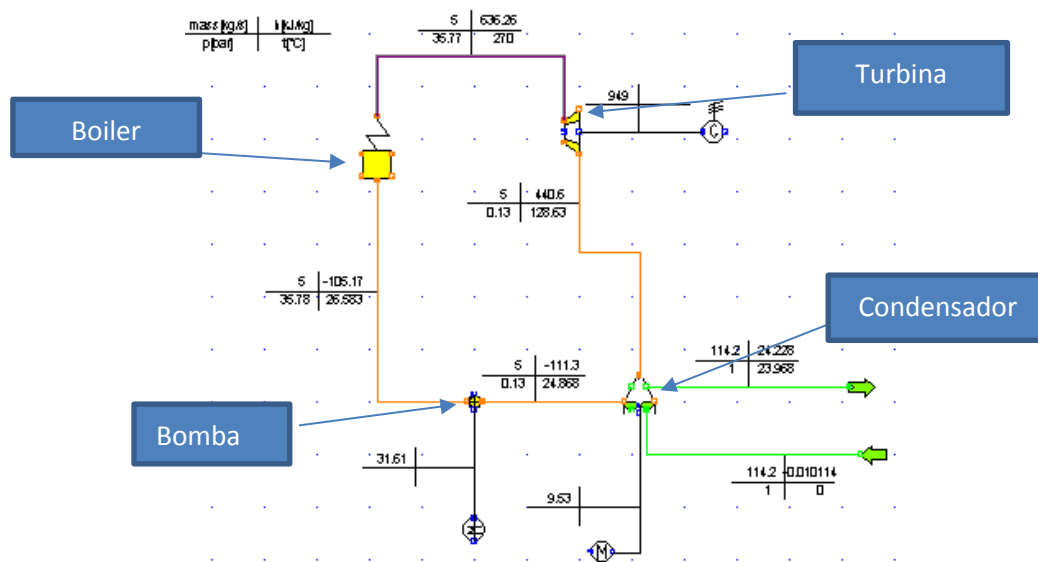 mass [kg/s] h [kJ/kg]
p[bar] t[°C]
5 636.26
35.77 270
Turbina
949
G
Boiler
5 440.6
0.13 128.63
5 -105.17
35.78 26.583
Condensador
114.2 24.228
1 23.968
5 -111.3
0.13 24.868
Bomba
31.61
114.2 -0.010114
1 0
9.53
M
M